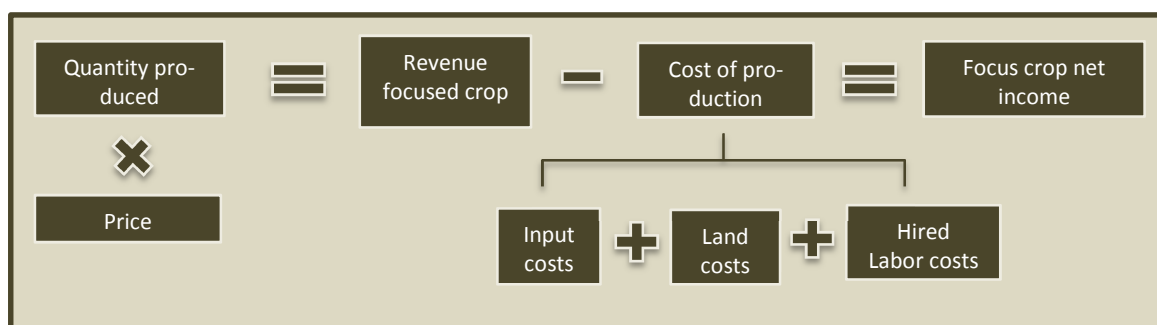 Quantity pro-
duced
Price
Revenue
focused crop
Cost of pro-
duction
Focus crop net
income
Input
costs
Land
costs
Hired
Labor costs